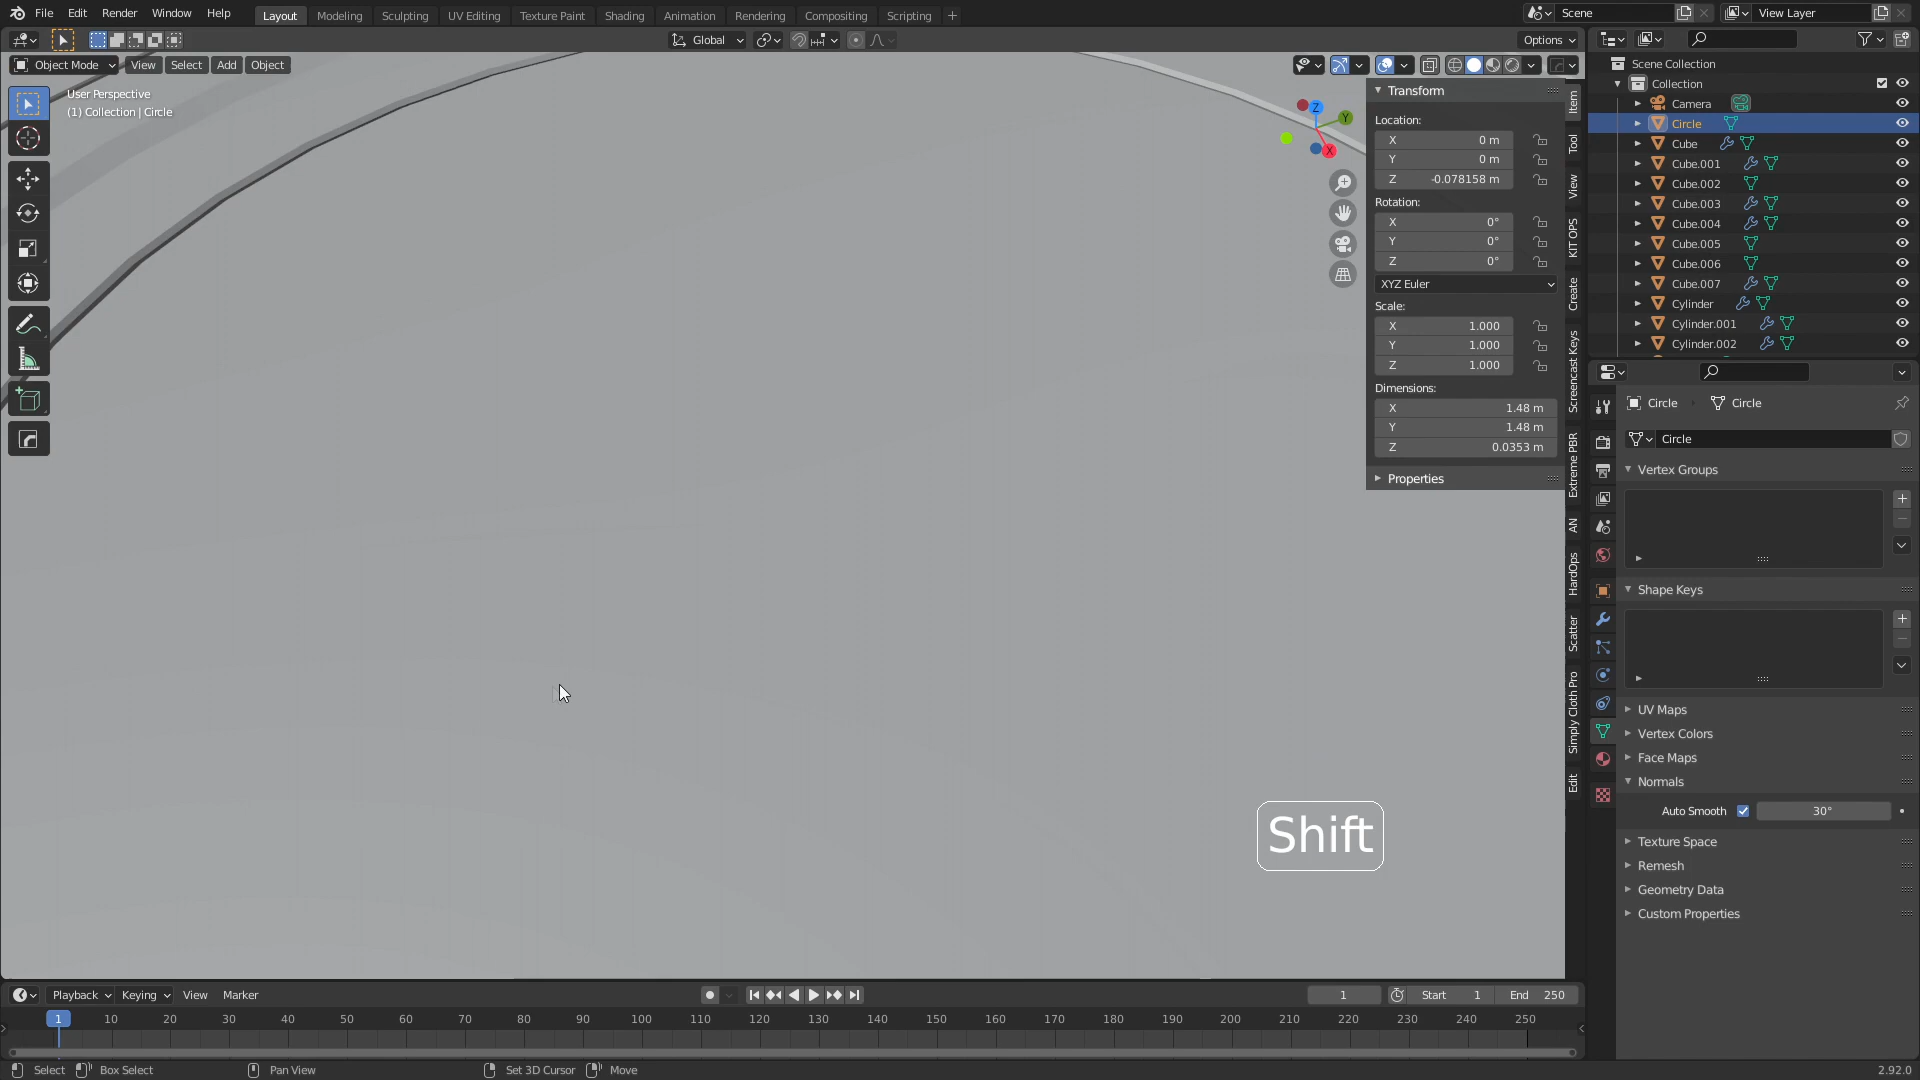 File Edit Render Window Help Layout Modeling Sculpting UV Editing Texture Paint Shading Animation Rendering Compositing Scripting + Scene View Layer
Global Options
Object Mode View Select Add Object
User Perspective
(1) Collection | Circle
Z
Y
X
Transform
Location:
X 0 m
Y 0 m
Z -0.078158 m
Rotation:
X 0°
Y 0°
Z 0°
XYZ Euler
Scale:
X 1.000
Y 1.000
Z 1.000
Dimensions:
X 1.48 m
Y 1.48 m
Z 0.0353 m
Properties
Item
Tool
View
KIT OPS
Create
Screencast Keys
Extreme PBR
AN
HardOps
Scatter
Simply Cloth Pro
Edit
Scene Collection
Collection
Camera
Circle
Cube
Cube.001
Cube.002
Cube.003
Cube.004
Cube.005
Cube.006
Cube.007
Cylinder
Cylinder.001
Cylinder.002
Circle Circle
Circle
Vertex Groups
Shape Keys
UV Maps
Vertex Colors
Face Maps
Normals
Auto Smooth 30°
Texture Space
Remesh
Geometry Data
Custom Properties
Shift
Playback Keying View Marker 1 Start 1 End 250
1 10 20 30 40 50 60 70 80 90 100 110 120 130 140 150 160 170 180 190 200 210 220 230 240 250
Select Box Select Pan View Set 3D Cursor Move 2.92.0